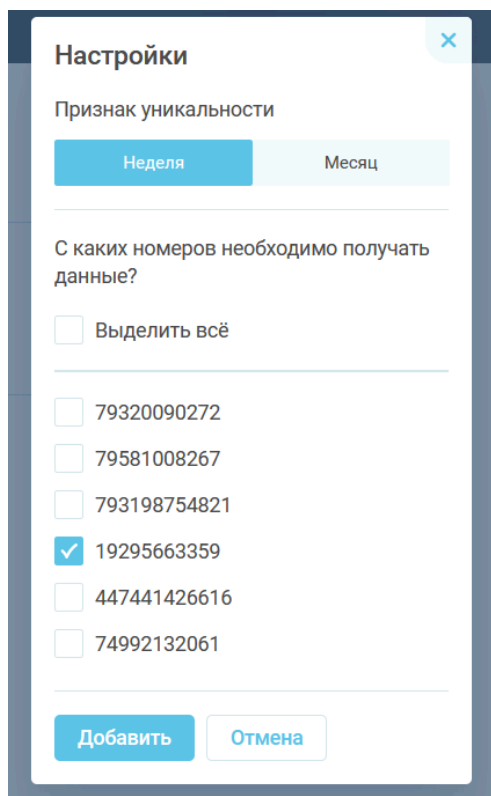 Настройки
Признак уникальности
Неделя
Месяц
С каких номеров необходимо получать
данные?
Выделить всё
79320090272
79581008267
793198754821
19295663359
447441426616
74992132061
Добавить
Отмена